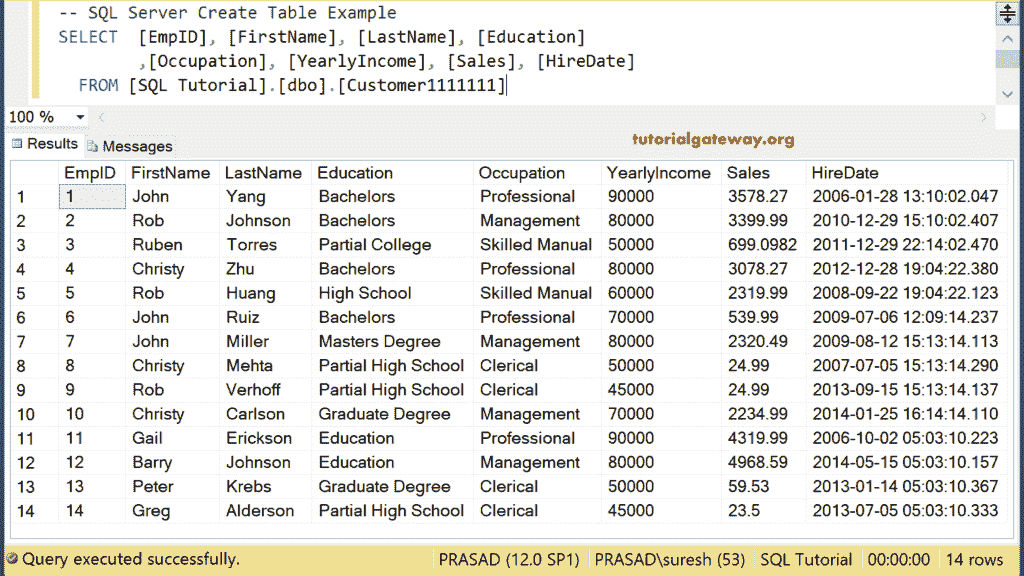 -- SQL Server Create Table Example
SELECT [EmpID], [FirstName], [LastName], [Education]
,[Occupation], [YearlyIncome], [Sales], [HireDate]
FROM [SQL Tutorial].[dbo].[Customer1111111]
100 %
tutorialgateway.org
Results Messages
EmpID FirstName LastName Education Occupation YearlyIncome Sales HireDate
1 1 John Yang Bachelors Professional 90000 3578.27 2006-01-28 13:10:02.047
2 2 Rob Johnson Bachelors Management 80000 3399.99 2010-12-29 15:10:02.407
3 3 Ruben Torres Partial College Skilled Manual 50000 699.0982 2011-12-29 22:14:02.470
4 4 Christy Zhu Bachelors Professional 80000 3078.27 2012-12-28 19:04:22.380
5 5 Rob Huang High School Skilled Manual 60000 2319.99 2008-09-22 19:04:22.123
6 6 John Ruiz Bachelors Professional 70000 539.99 2009-07-06 12:09:14.237
7 7 John Miller Masters Degree Management 80000 2320.49 2009-08-12 15:13:14.113
8 8 Christy Mehta Partial High School Clerical 50000 24.99 2007-07-05 15:13:14.290
9 9 Rob Verhoff Partial High School Clerical 45000 24.99 2013-09-15 15:13:14.137
10 10 Christy Carlson Graduate Degree Management 70000 2234.99 2014-01-25 16:14:14.110
11 11 Gail Erickson Education Professional 90000 4319.99 2006-10-02 05:03:10.223
12 12 Barry Johnson Education Management 80000 4968.59 2014-05-15 05:03:10.157
13 13 Peter Krebs Graduate Degree Clerical 50000 59.53 2013-01-14 05:03:10.367
14 14 Greg Alderson Partial High School Clerical 45000 23.5 2013-07-05 05:03:10.333
Query executed successfully. PRASAD (12.0 SP1) PRASAD\suresh (53) SQL Tutorial 00:00:00 14 rows